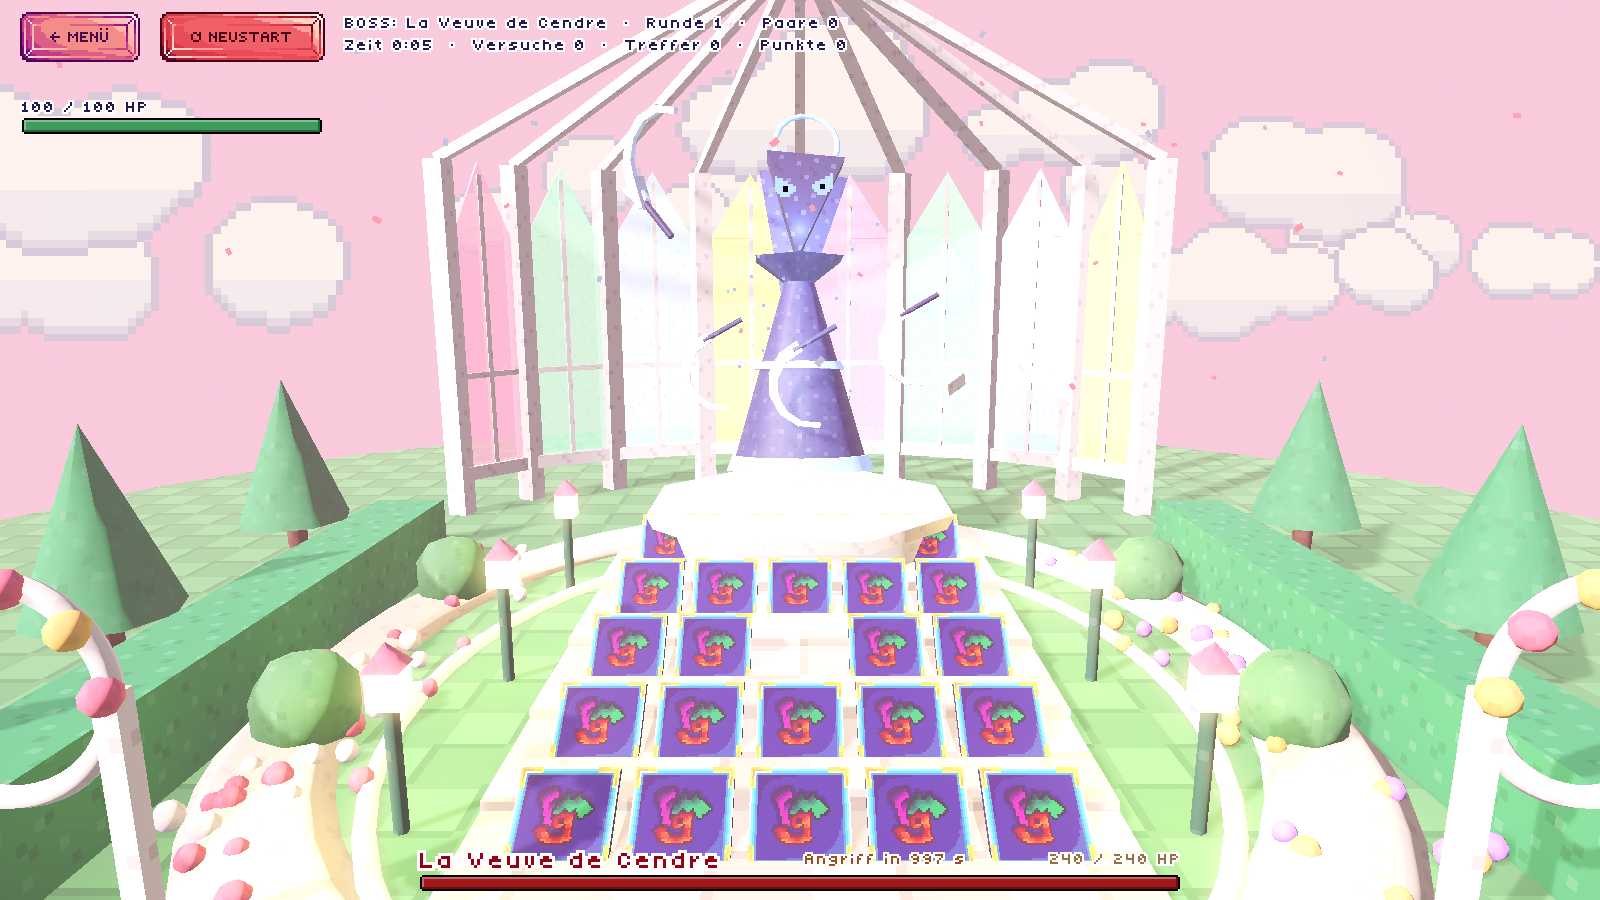 ← MENÜ
↻ NEUSTART
BOSS: La Veuve de Cendre · Runde 1 · Paare 0
Zeit 0:05 · Versuche 0 · Treffer 0 · Punkte 0
100 / 100 HP
La Veuve de Cendre
Angriff in 997 s
240 / 240 HP